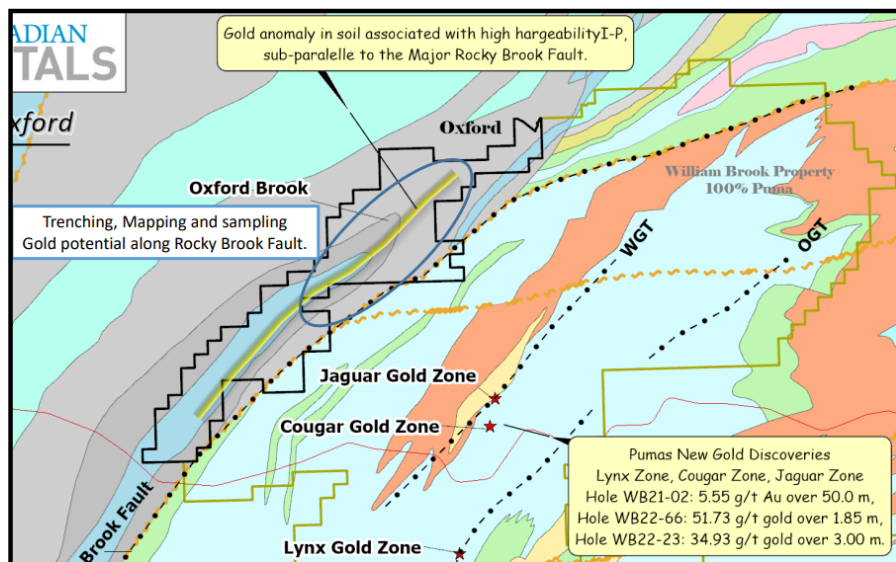 ADIAN
TALS
xford
Gold anomaly in soil associated with high hargeabilityI-P,
sub-paralelle to the Major Rocky Brook Fault.
Oxford
Oxford Brook
William Brook Property
100% Puma
Trenching, Mapping and sampling
Gold potential along Rocky Brook Fault.
WGT
OGT
Jaguar Gold Zone
Cougar Gold Zone
Pumas New Gold Discoveries
Lynx Zone, Cougar Zone, Jaguar Zone
Hole WB21-02: 5.55 g/t Au over 50.0 m,
Hole WB22-66: 51.73 g/t gold over 1.85 m,
Hole WB22-23: 34.93 g/t gold over 3.00 m.
Brook Fault
Lynx Gold Zone